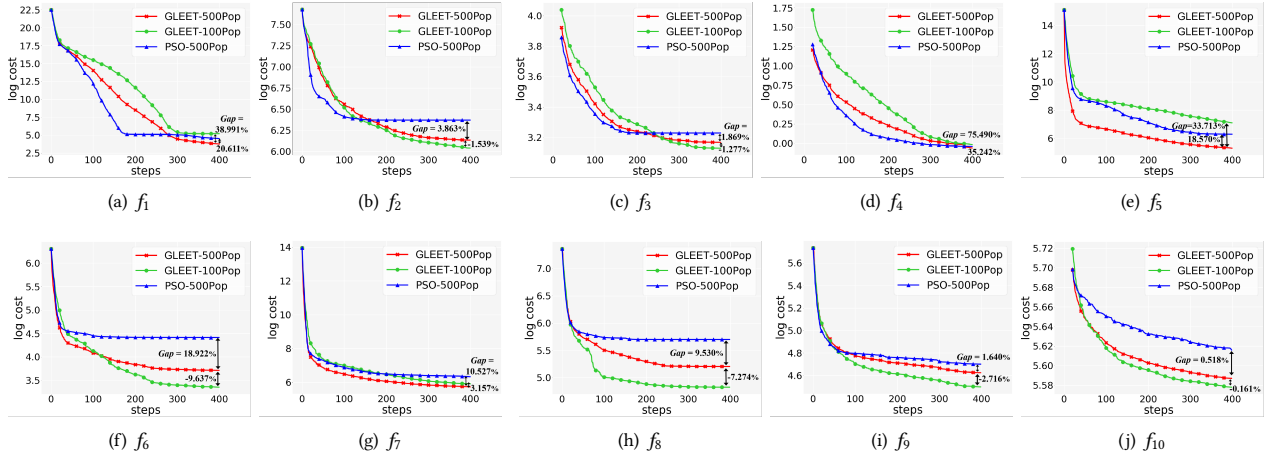 22.5
20.0
17.5
15.0
12.5
10.0
7.5
5.0
2.5
log cost
0 100 200 300 400
steps
GLEET-500Pop
GLEET-100Pop
PSO-500Pop
Gap =
38.991%
20.611%
(a) f1
7.50
7.25
7.00
6.75
6.50
6.25
6.00
log cost
0 100 200 300 400
steps
GLEET-500Pop
GLEET-100Pop
PSO-500Pop
Gap = 3.863%
-1.539%
(b) f2
4.0
3.8
3.6
3.4
3.2
log cost
0 100 200 300 400
steps
GLEET-500Pop
GLEET-100Pop
PSO-500Pop
Gap =
1.869%
-1.277%
(c) f3
1.75
1.50
1.25
1.00
0.75
0.50
0.25
0.00
log cost
0 100 200 300 400
steps
GLEET-500Pop
GLEET-100Pop
PSO-500Pop
Gap = 75.490%
35.242%
(d) f4
14
12
10
8
6
log cost
0 100 200 300 400
steps
GLEET-500Pop
GLEET-100Pop
PSO-500Pop
Gap=33.713%
18.570%
(e) f5
6.0
5.5
5.0
4.5
4.0
3.5
log cost
0 100 200 300 400
steps
GLEET-500Pop
GLEET-100Pop
PSO-500Pop
Gap = 18.922%
-9.637%
(f) f6
14
12
10
8
6
log cost
0 100 200 300 400
steps
GLEET-500Pop
GLEET-100Pop
PSO-500Pop
Gap =
10.527%
3.157%
(g) f7
7.0
6.5
6.0
5.5
5.0
log cost
0 100 200 300 400
steps
GLEET-500Pop
GLEET-100Pop
PSO-500Pop
Gap = 9.530%
-7.274%
(h) f8
5.6
5.4
5.2
5.0
4.8
4.6
log cost
0 100 200 300 400
steps
GLEET-500Pop
GLEET-100Pop
PSO-500Pop
Gap = 1.640%
-2.716%
(i) f9
5.72
5.70
5.68
5.66
5.64
5.62
5.60
5.58
log cost
0 100 200 300 400
steps
GLEET-500Pop
GLEET-100Pop
PSO-500Pop
Gap = 0.518%
-0.161%
(j) f10